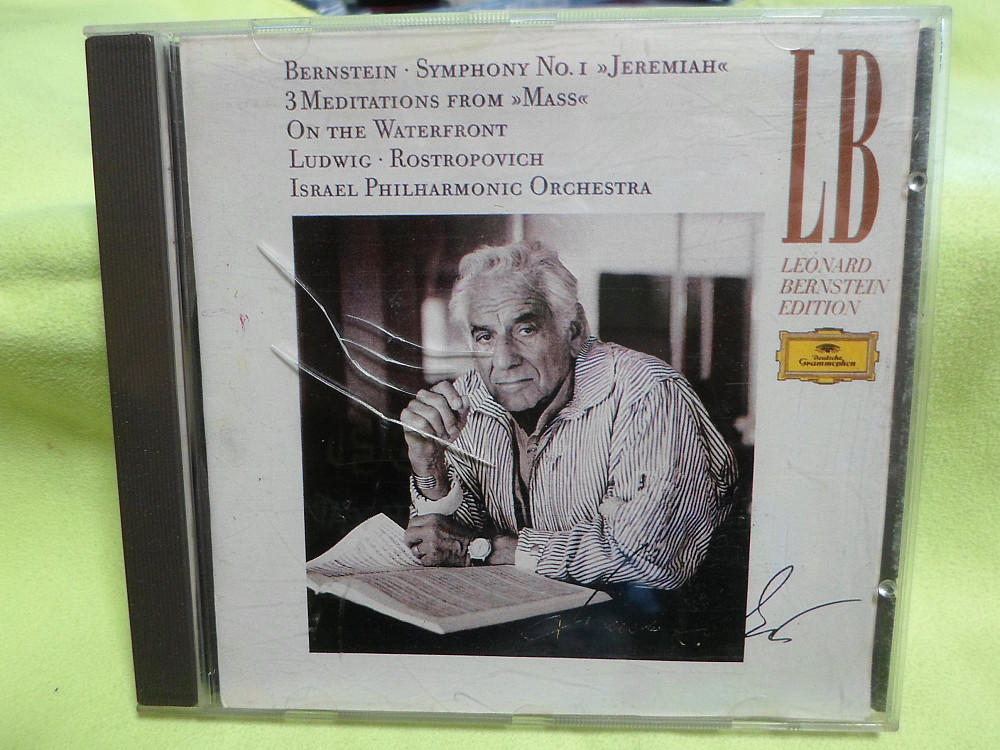 BERNSTEIN · SYMPHONY NO. 1 »JEREMIAH«
3 MEDITATIONS FROM »MASS«
ON THE WATERFRONT
LUDWIG · ROSTROPOVICH
ISRAEL PHILHARMONIC ORCHESTRA
LB
LEONARD
BERNSTEIN
EDITION
Deutsche
Grammophon